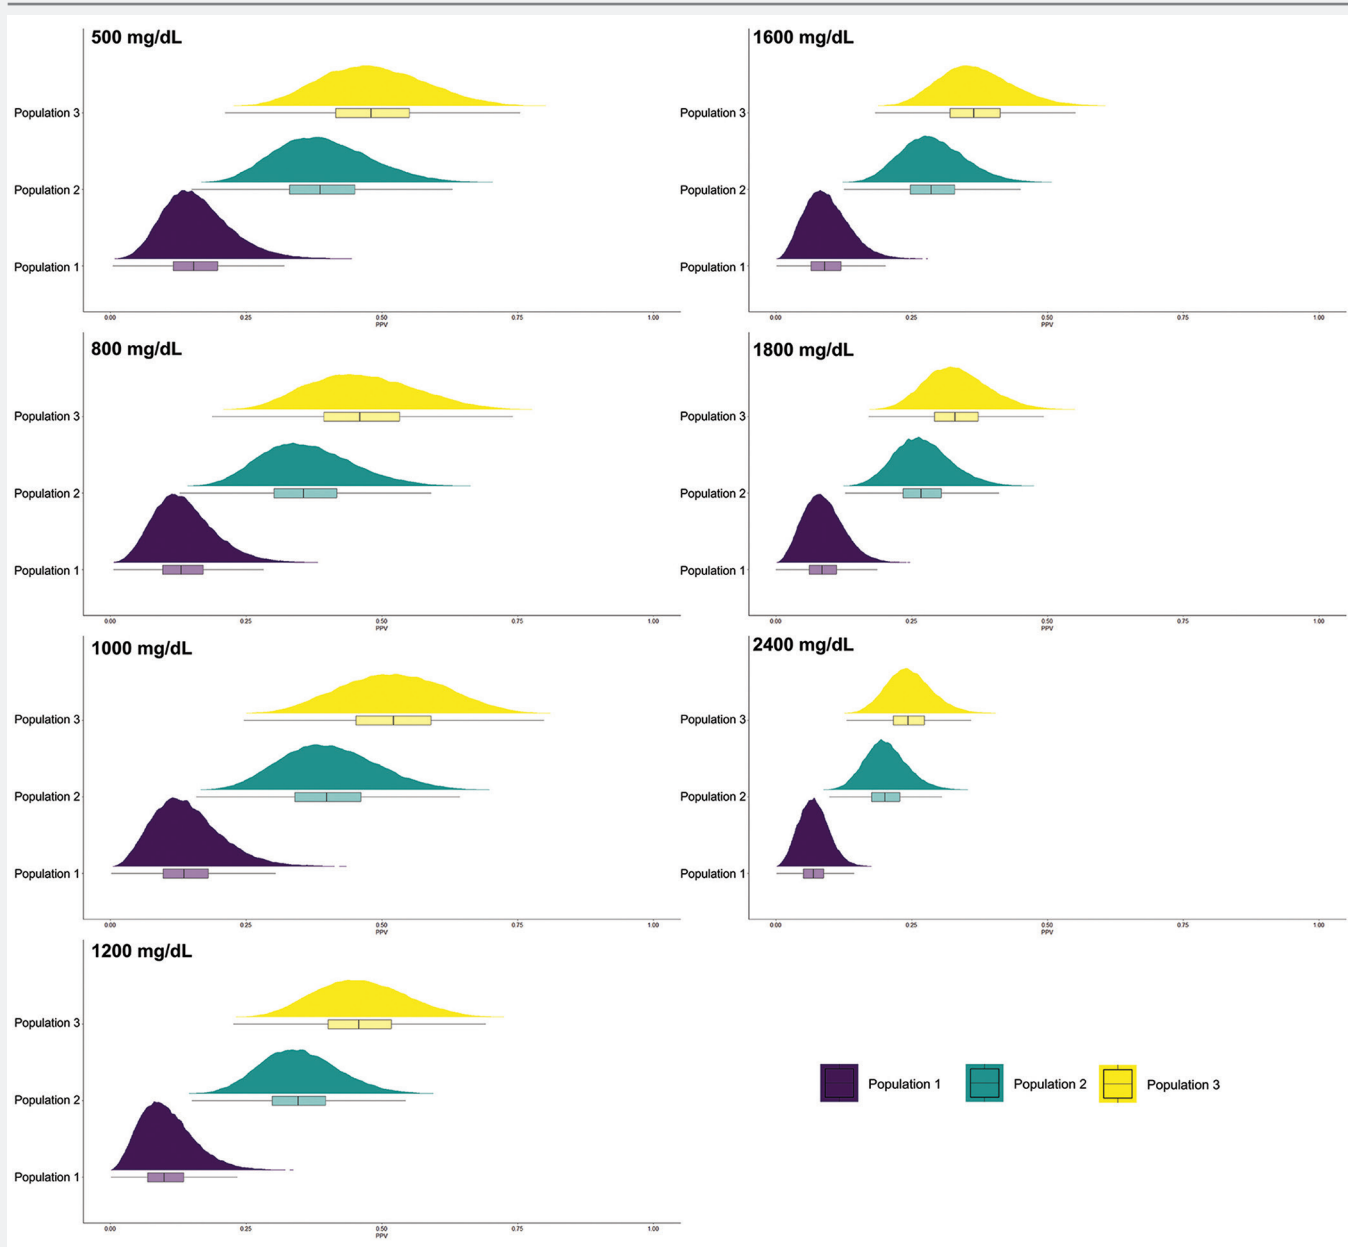 500 mg/dL
Population 3
Population 2
Population 1
0.00 0.25 0.50 0.75 1.00
PPV
800 mg/dL
Population 3
Population 2
Population 1
0.00 0.25 0.50 0.75 1.00
PPV
1000 mg/dL
Population 3
Population 2
Population 1
0.00 0.25 0.50 0.75 1.00
PPV
1200 mg/dL
Population 3
Population 2
Population 1
0.00 0.25 0.50 0.75 1.00
PPV
1600 mg/dL
Population 3
Population 2
Population 1
0.00 0.25 0.50 0.75 1.00
PPV
1800 mg/dL
Population 3
Population 2
Population 1
0.00 0.25 0.50 0.75 1.00
PPV
2400 mg/dL
Population 3
Population 2
Population 1
0.00 0.25 0.50 0.75 1.00
PPV
Population 1 Population 2 Population 3